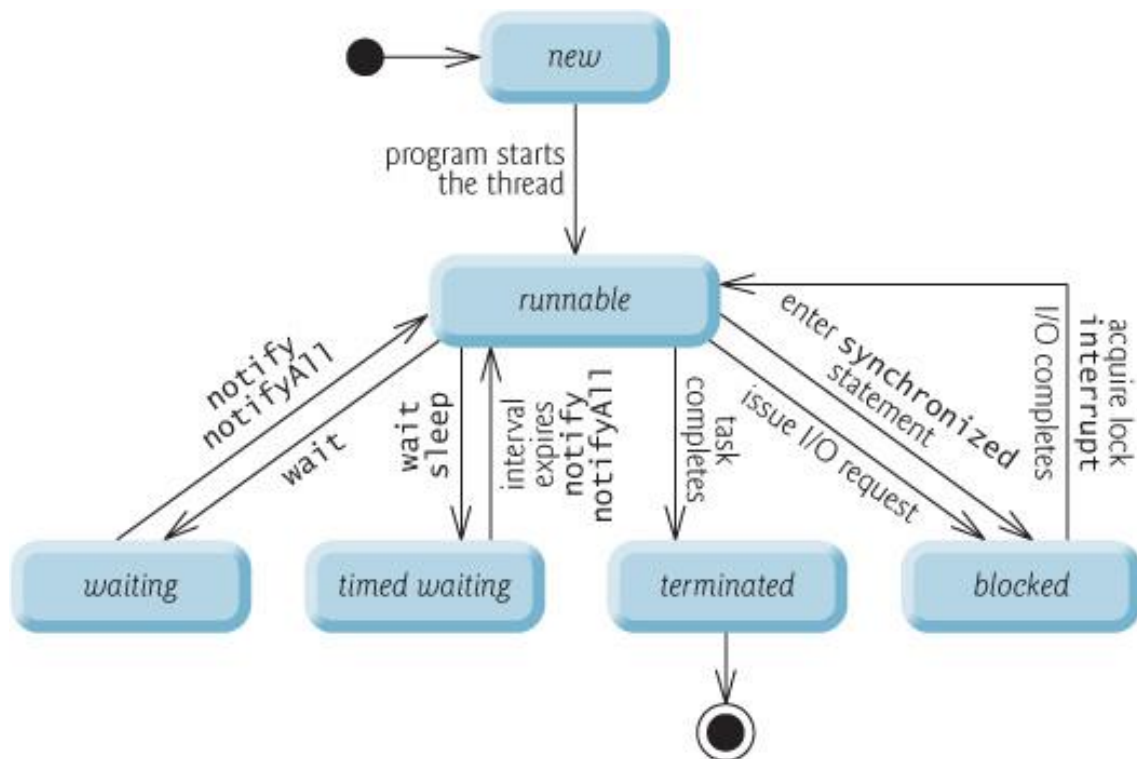 new
program starts
the thread
runnable
notify
notifyAll
wait
wait
sleep
interval
expires
notify
notifyAll
task
completes
issue I/O request
enter synchronized
statement
I/O completes
interrupt
acquire lock
waiting
timed waiting
terminated
blocked